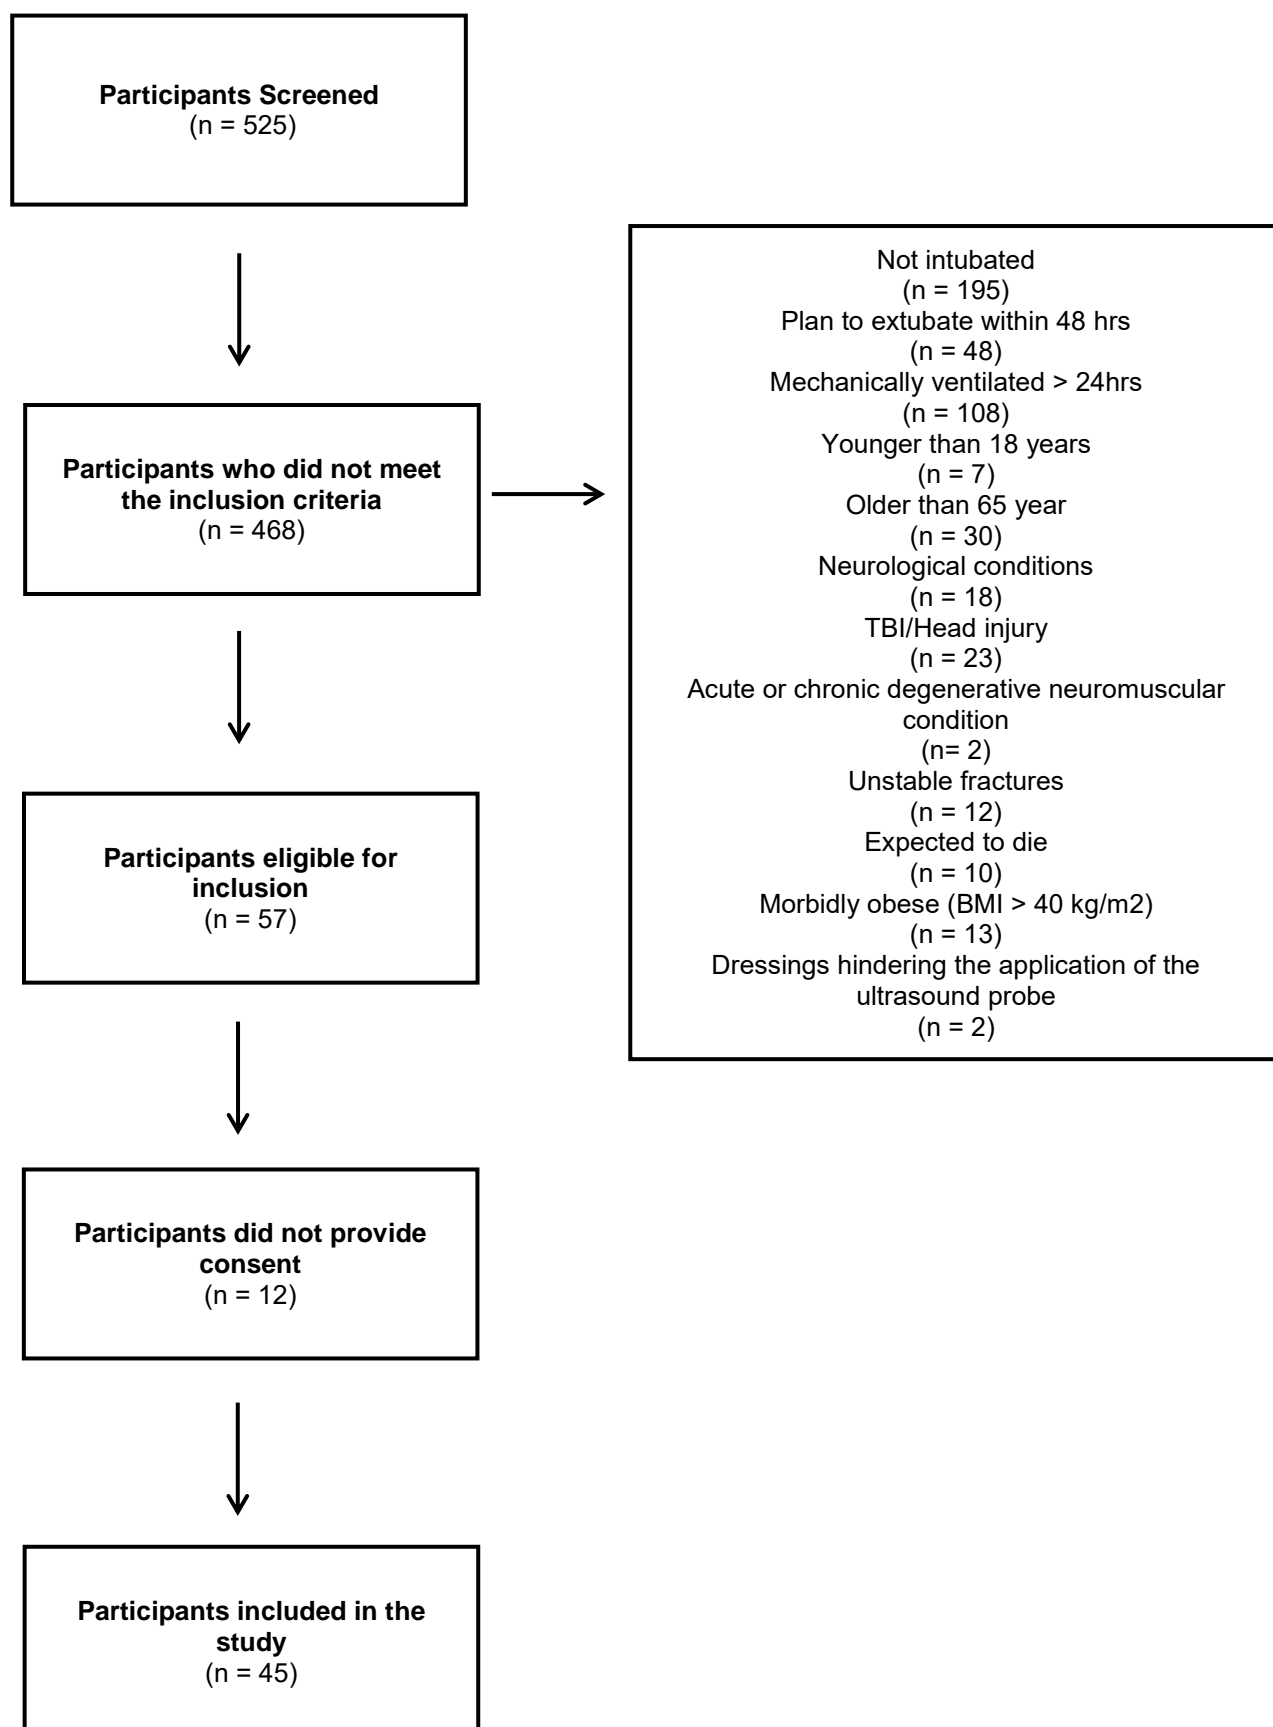 Participants Screened
(n = 525)
Participants who did not meet
the inclusion criteria
(n = 468)
Not intubated
(n = 195)
Plan to extubate within 48 hrs
(n = 48)
Mechanically ventilated > 24hrs
(n = 108)
Younger than 18 years
(n = 7)
Older than 65 year
(n = 30)
Neurological conditions
(n = 18)
TBI/Head injury
(n = 23)
Acute or chronic degenerative neuromuscular
condition
(n= 2)
Unstable fractures
(n = 12)
Expected to die
(n = 10)
Morbidly obese (BMI > 40 kg/m2)
(n = 13)
Dressings hindering the application of the
ultrasound probe
(n = 2)
Participants eligible for
inclusion
(n = 57)
Participants did not provide
consent
(n = 12)
Participants included in the
study
(n = 45)